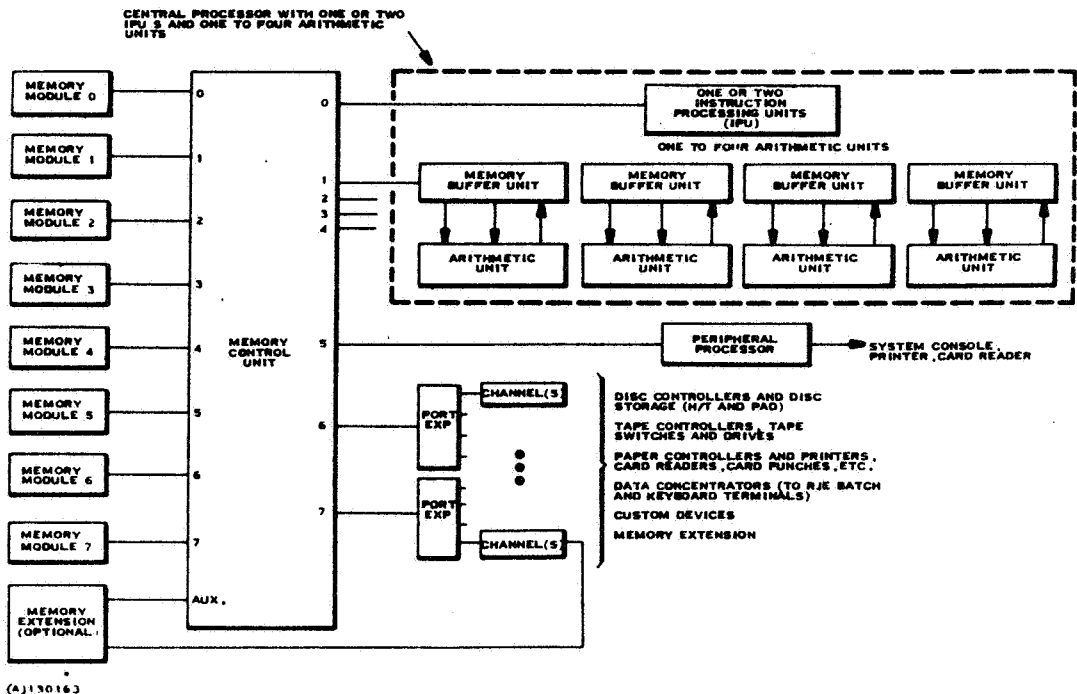 CENTRAL PROCESSOR WITH ONE OR TWO
IPU S AND ONE TO FOUR ARITHMETIC
UNITS
MEMORY
MODULE 0
MEMORY
MODULE 1
MEMORY
MODULE 2
MEMORY
MODULE 3
MEMORY
MODULE 4
MEMORY
MODULE 5
MEMORY
MODULE 6
MEMORY
MODULE 7
MEMORY
EXTENSION
(OPTIONAL.
0
1
2
3
4
5
6
7
AUX.
MEMORY
CONTROL
UNIT
0
1
2
3
4
5
6
7
ONE OR TWO
INSTRUCTION
PROCESSING UNITS
(IPU)
ONE TO FOUR ARITHMETIC UNITS
MEMORY
BUFFER UNIT
MEMORY
BUFFER UNIT
MEMORY
BUFFER UNIT
MEMORY
BUFFER UNIT
ARITHMETIC
UNIT
ARITHMETIC
UNIT
ARITHMETIC
UNIT
ARITHMETIC
UNIT
PERIPHERAL
PROCESSOR
SYSTEM CONSOLE,
PRINTER, CARD READER
PORT
EXP
CHANNEL(S)
PORT
EXP
CHANNEL(S)
DISC CONTROLLERS AND DISC
STORAGE (H/T AND PAD)
TAPE CONTROLLERS, TAPE
SWITCHES AND DRIVES
PAPER CONTROLLERS AND PRINTERS,
CARD READERS, CARD PUNCHES, ETC.
DATA CONCENTRATORS (TO RJE BATCH
AND KEYBOARD TERMINALS)
CUSTOM DEVICES
MEMORY EXTENSION
(A)130163